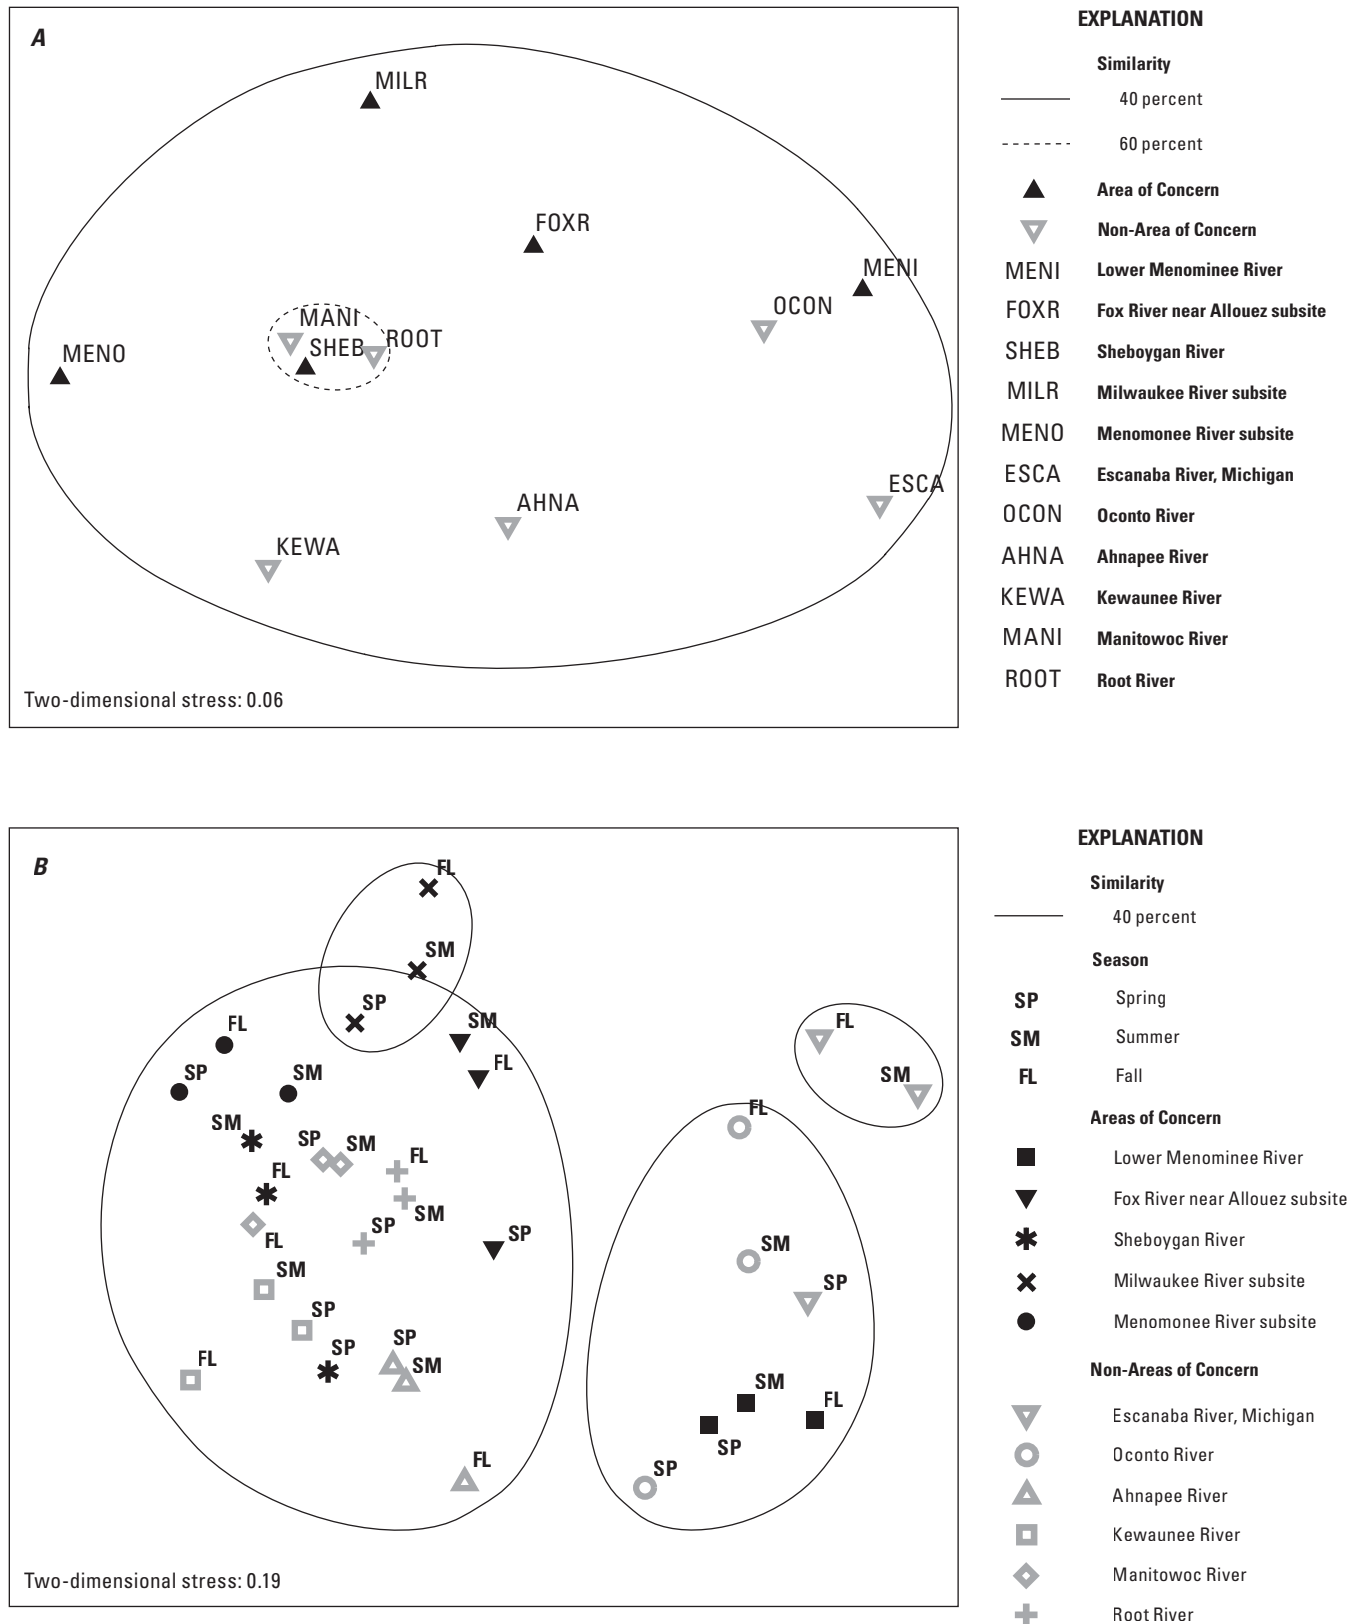 A
MILR
FOXR
MENI
OCON
MANI
ROOT
SHEB
MENO
ESCA
AHNA
KEWA
Two-dimensional stress: 0.06
EXPLANATION
Similarity
40 percent
60 percent
Area of Concern
Non-Area of Concern
MENI Lower Menominee River
FOXR Fox River near Allouez subsite
SHEB Sheboygan River
MILR Milwaukee River subsite
MENO Menomonee River subsite
ESCA Escanaba River, Michigan
OCON Oconto River
AHNA Ahnapee River
KEWA Kewaunee River
MANI Manitowoc River
ROOT Root River
B
FL
SM
SP
SM
FL
FL
SP
SM
FL
SM
FL
SM
SP
SM
FL
FL
SM
SP
SP
FL
SM
SP
SP
SM
SP
FL
SP
SM
FL
SM
FL
SP
SP
FL
Two-dimensional stress: 0.19
EXPLANATION
Similarity
40 percent
Season
SP Spring
SM Summer
FL Fall
Areas of Concern
Lower Menominee River
Fox River near Allouez subsite
Sheboygan River
Milwaukee River subsite
Menomonee River subsite
Non-Areas of Concern
Escanaba River, Michigan
Oconto River
Ahnapee River
Kewaunee River
Manitowoc River
Root River